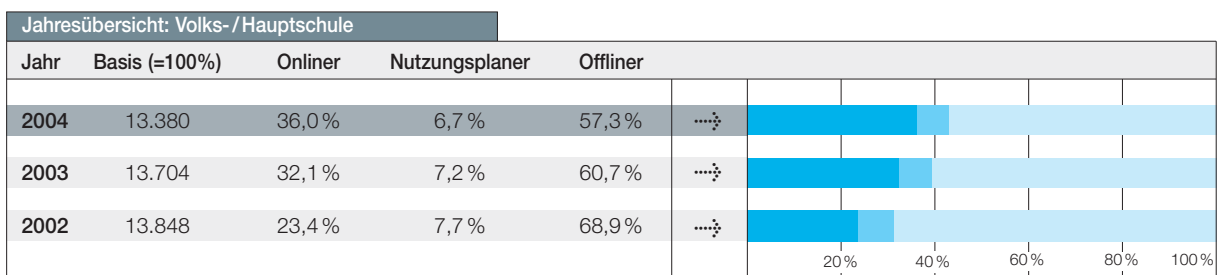 Jahresübersicht: Volks-/Hauptschule
Jahr Basis (=100%) Onliner Nutzungsplaner Offliner
2004 13.380 36,0% 6,7% 57,3%
2003 13.704 32,1% 7,2% 60,7%
2002 13.848 23,4% 7,7% 68,9%
20% 40% 60% 80% 100%